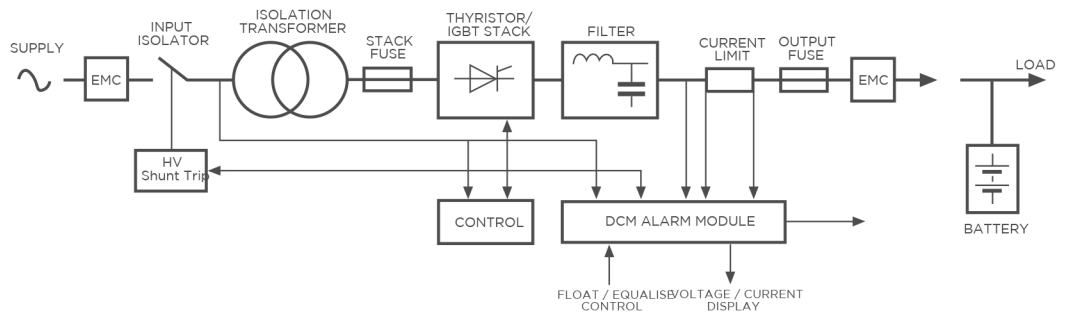 SUPPLY
EMC
INPUT
ISOLATOR
ISOLATION
TRANSFORMER
STACK
FUSE
THYRISTOR/
IGBT STACK
FILTER
CURRENT
LIMIT
OUTPUT
FUSE
EMC
LOAD
HV
Shunt Trip
CONTROL
DCM ALARM MODULE
BATTERY
FLOAT / EQUALISE
CONTROL
VOLTAGE / CURRENT
DISPLAY